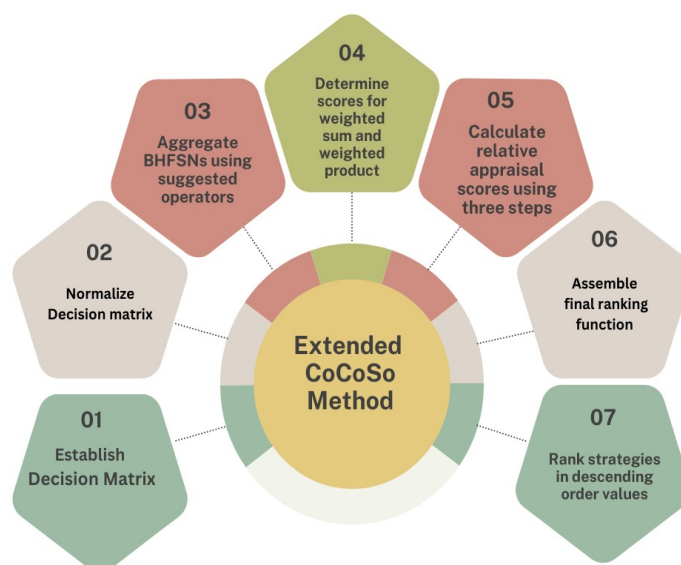 01
Establish
Decision Matrix
02
Normalize
Decision matrix
03
Aggregate
BHFSNs using
suggested
operators
04
Determine
scores for
weighted
sum and
weighted
product
05
Calculate
relative
appraisal
scores using
three steps
06
Assemble
final ranking
function
07
Rank strategies
in descending
order values
Extended
CoCoSo
Method